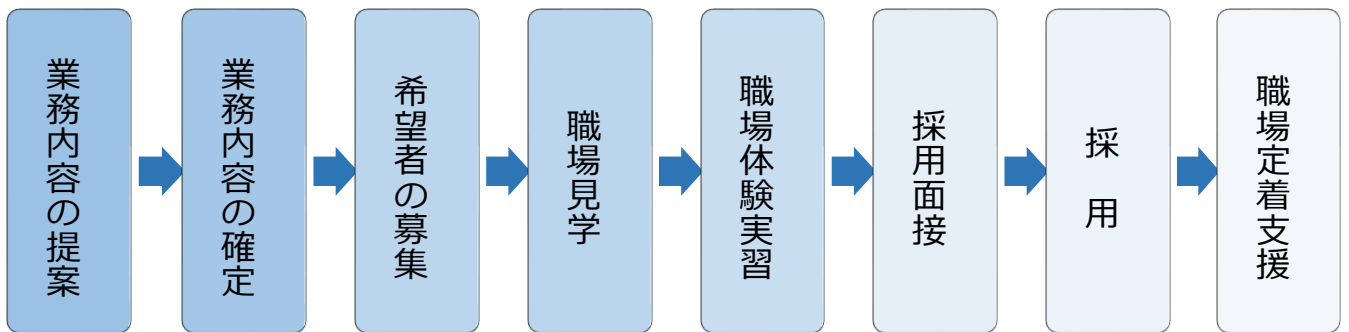 業務内容の提案
業務内容の確定
希望者の募集
職場見学
職場体験実習
採用面接
採　用
職場定着支援